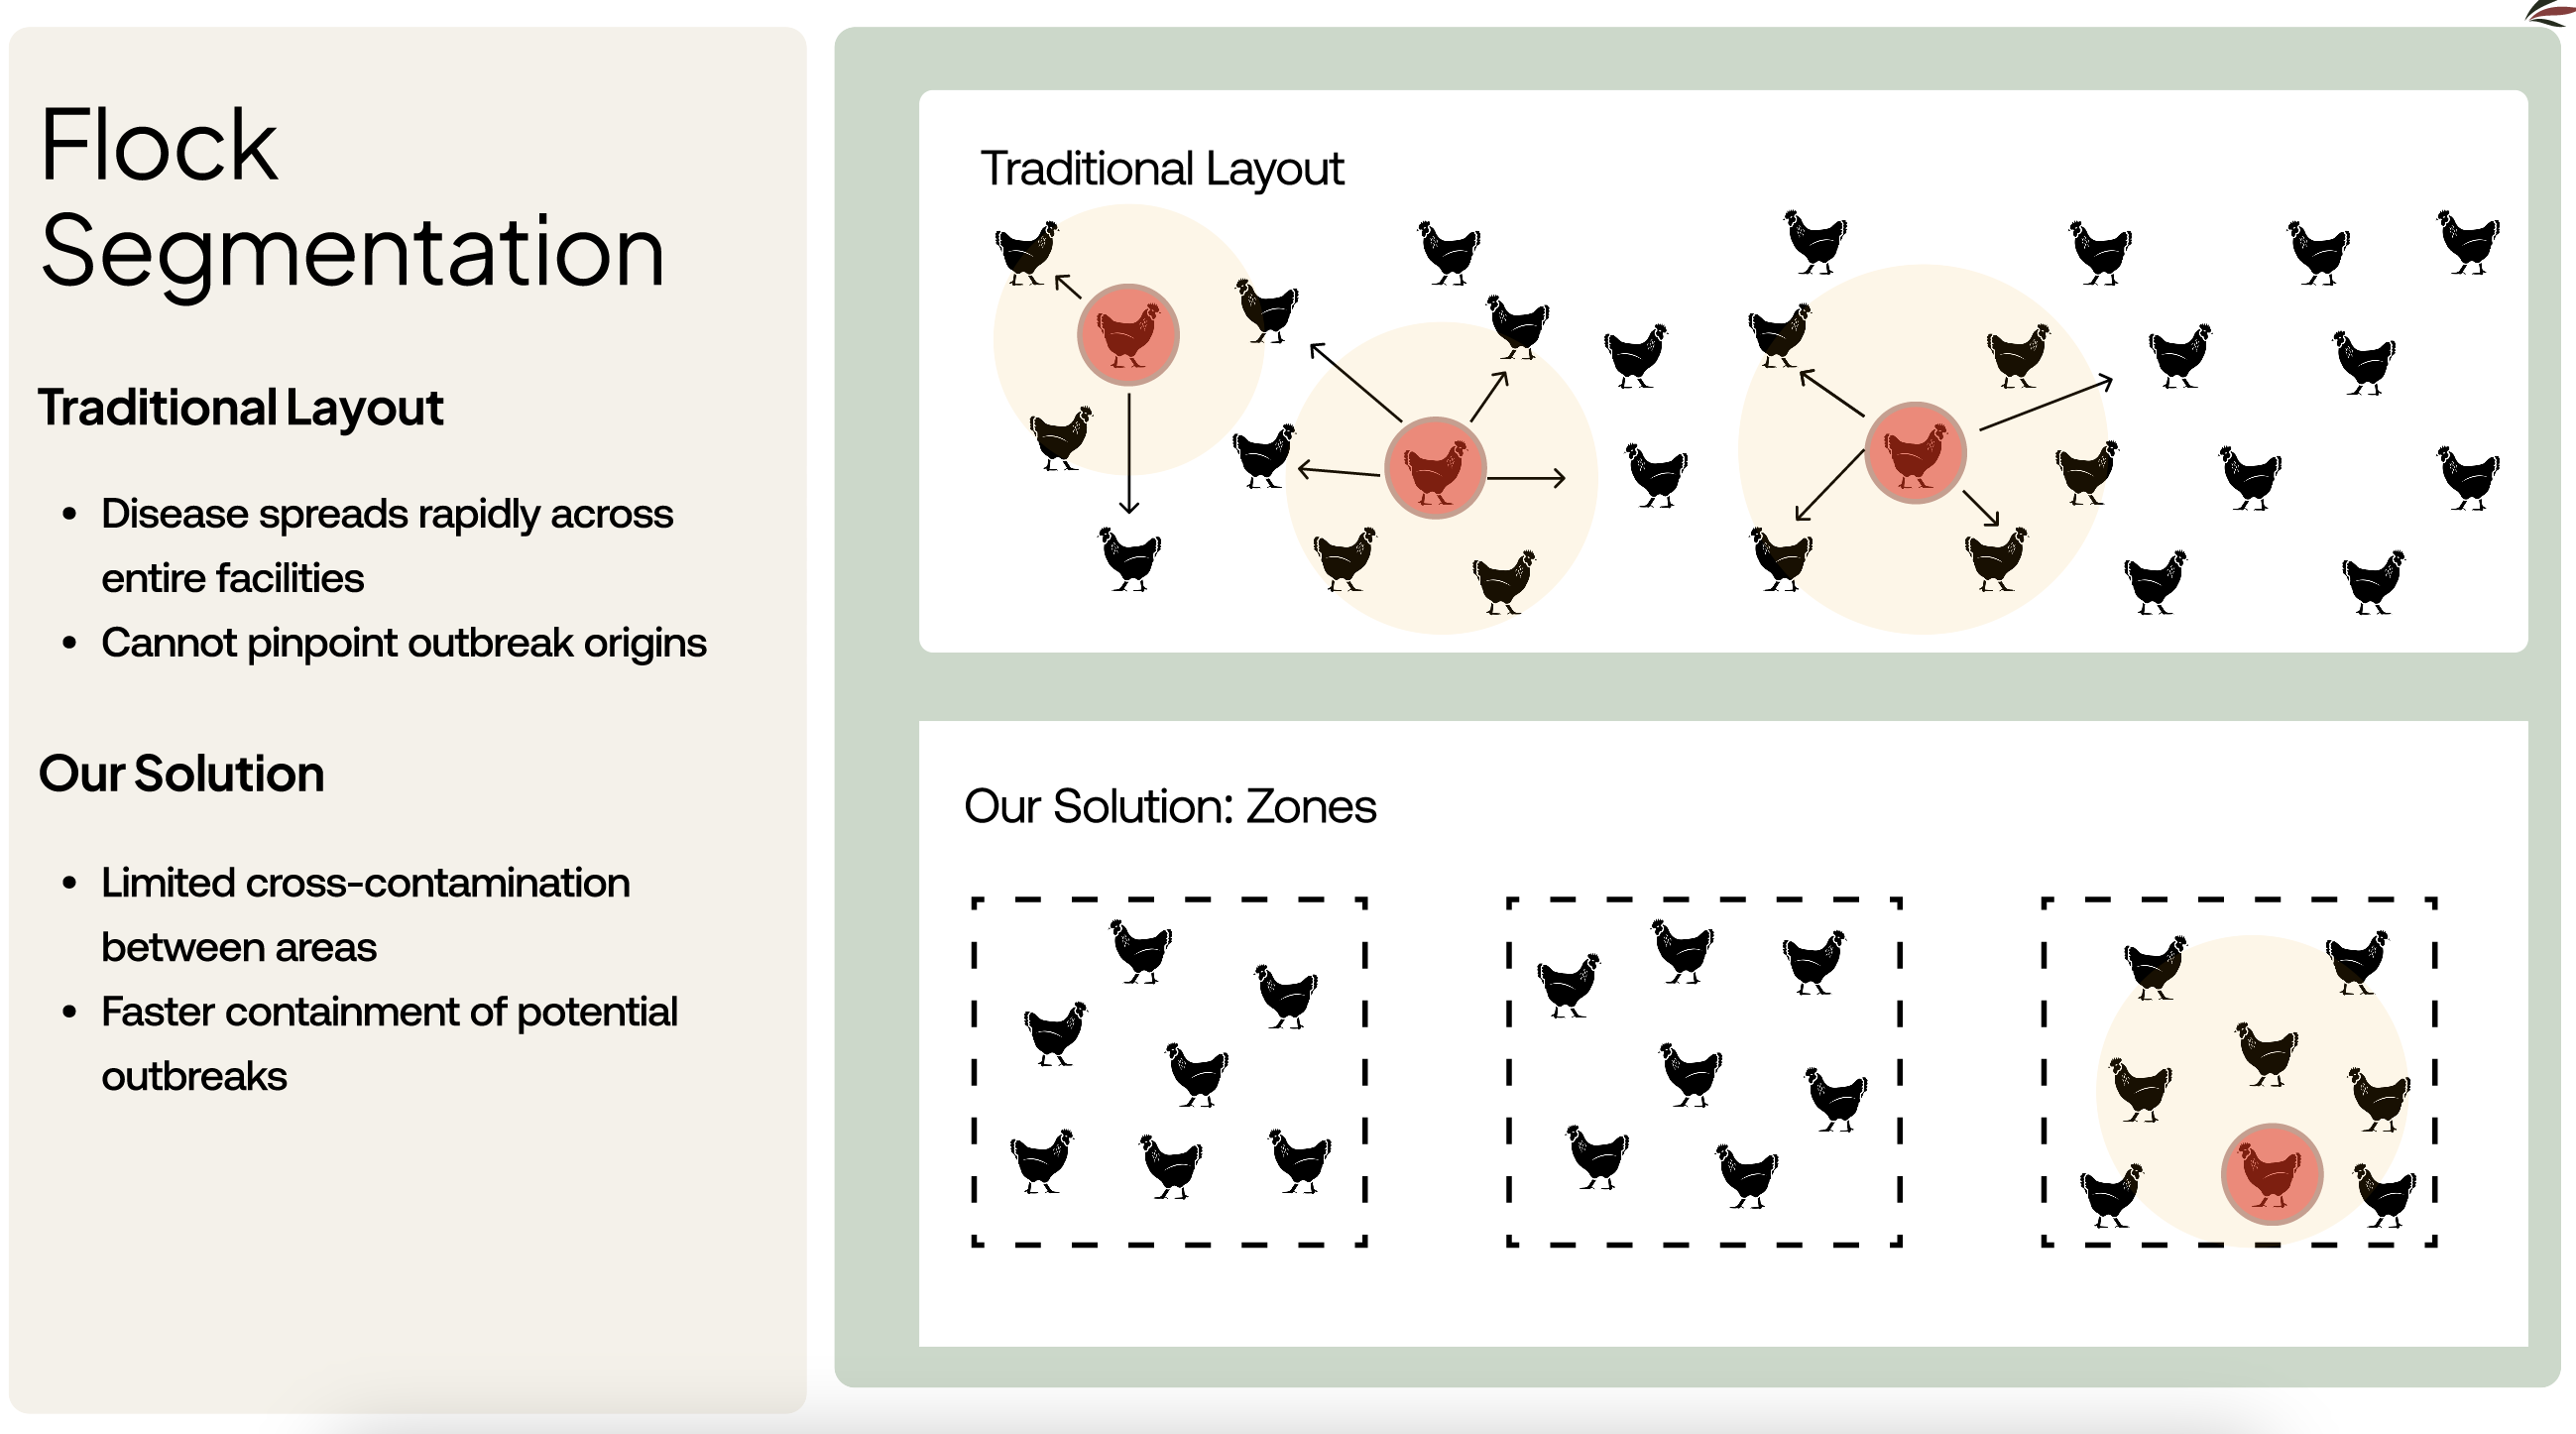 Flock
Segmentation
Traditional Layout
• Disease spreads rapidly across
entire facilities
• Cannot pinpoint outbreak origins
Our Solution
• Limited cross-contamination
between areas
• Faster containment of potential
outbreaks
Traditional Layout
Our Solution: Zones